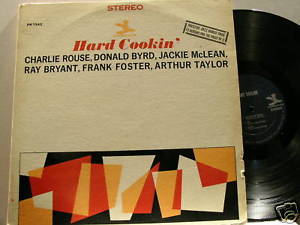 STEREO
Hard Cookin'
CHARLIE ROUSE, DONALD BYRD, JACKIE McLEAN,
RAY BRYANT, FRANK FOSTER, ARTHUR TAYLOR